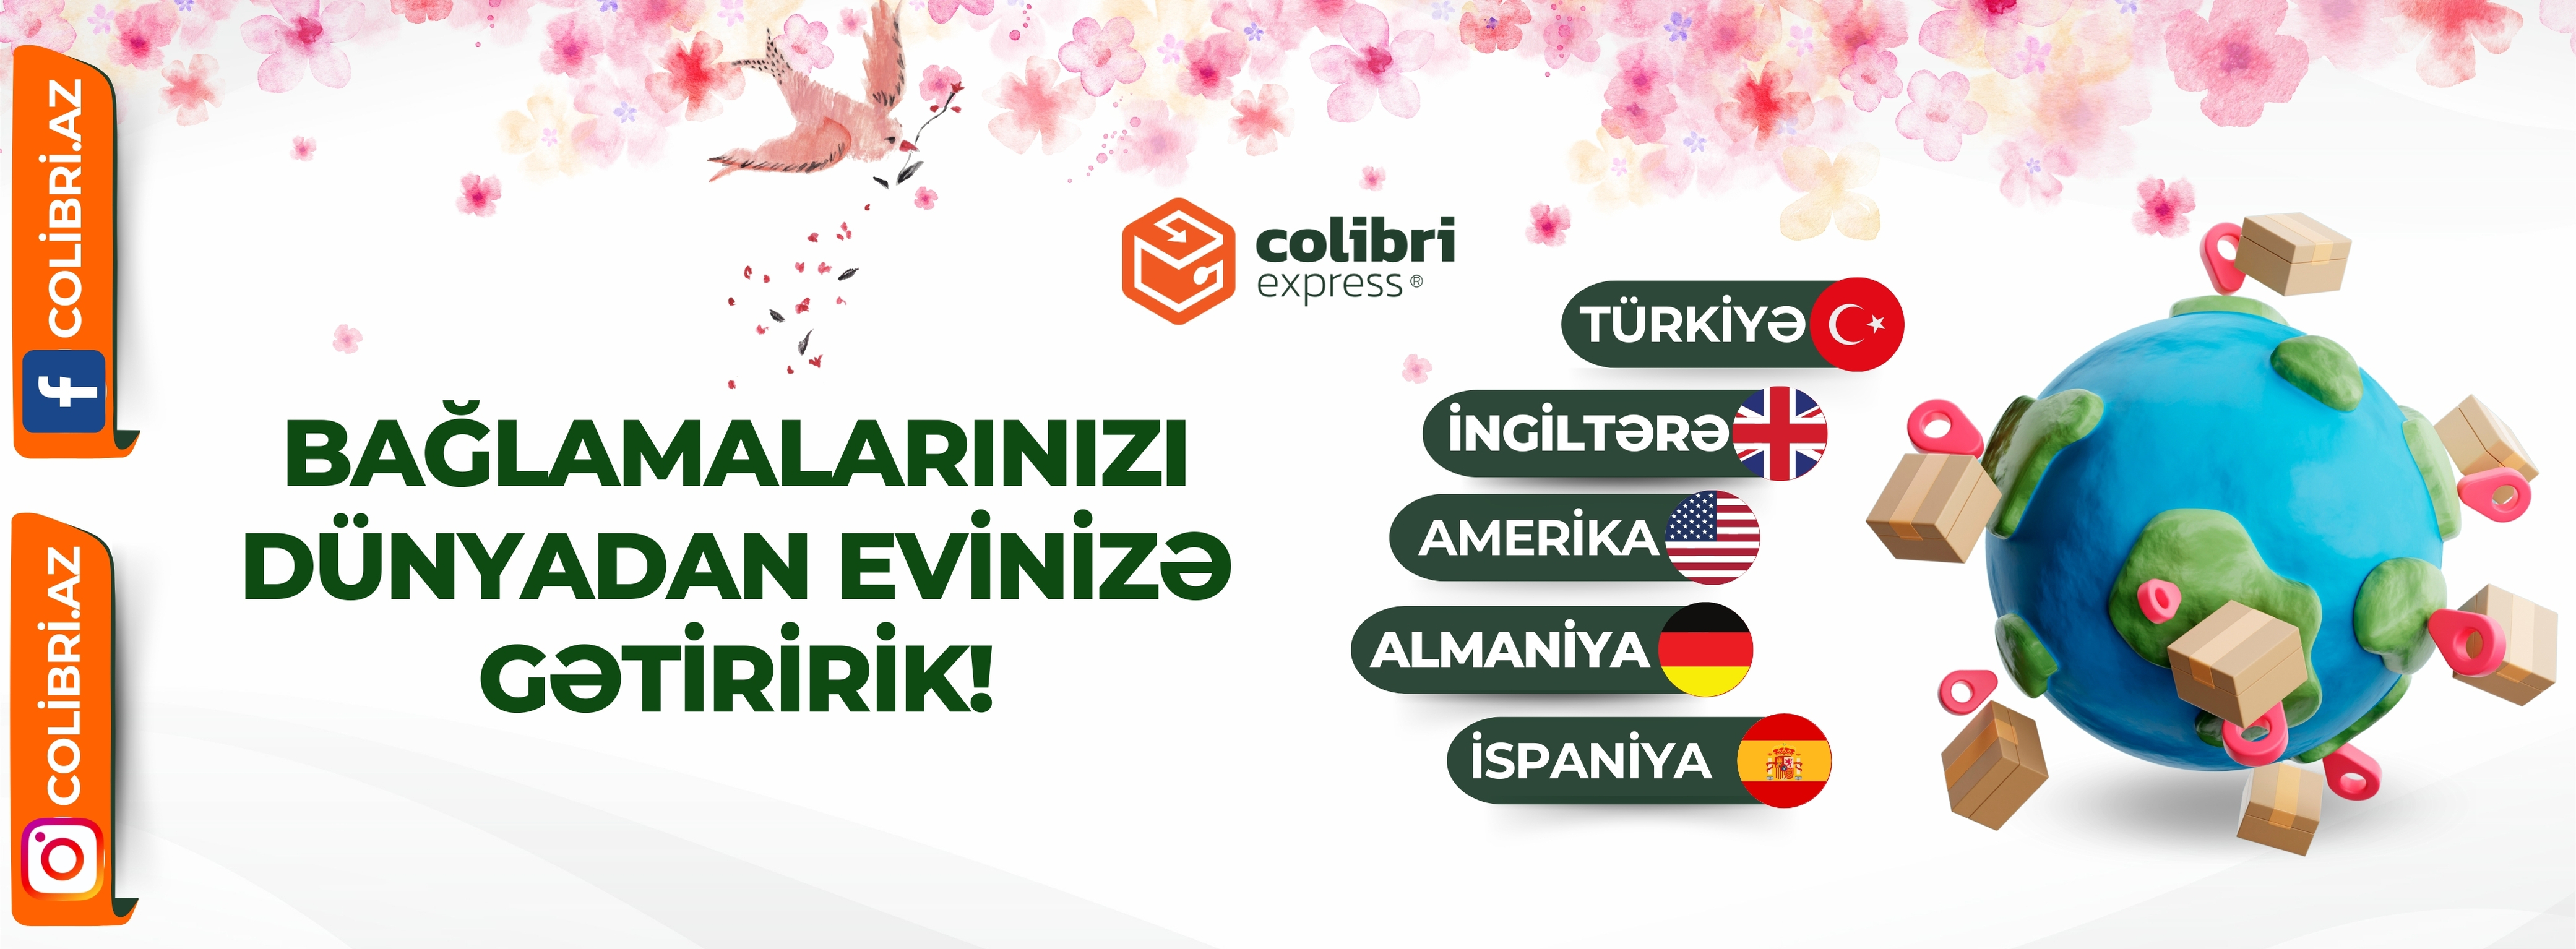 COLİBRİ.AZ
COLİBRİ.AZ
colibri
express®
BAĞLAMALARINIZI
DÜNYADAN EVİNİZƏ
GƏTİRİRİK!
TÜRKİYƏ
İNGİLTƏRƏ
AMERİKA
ALMANİYA
İSPANİYA